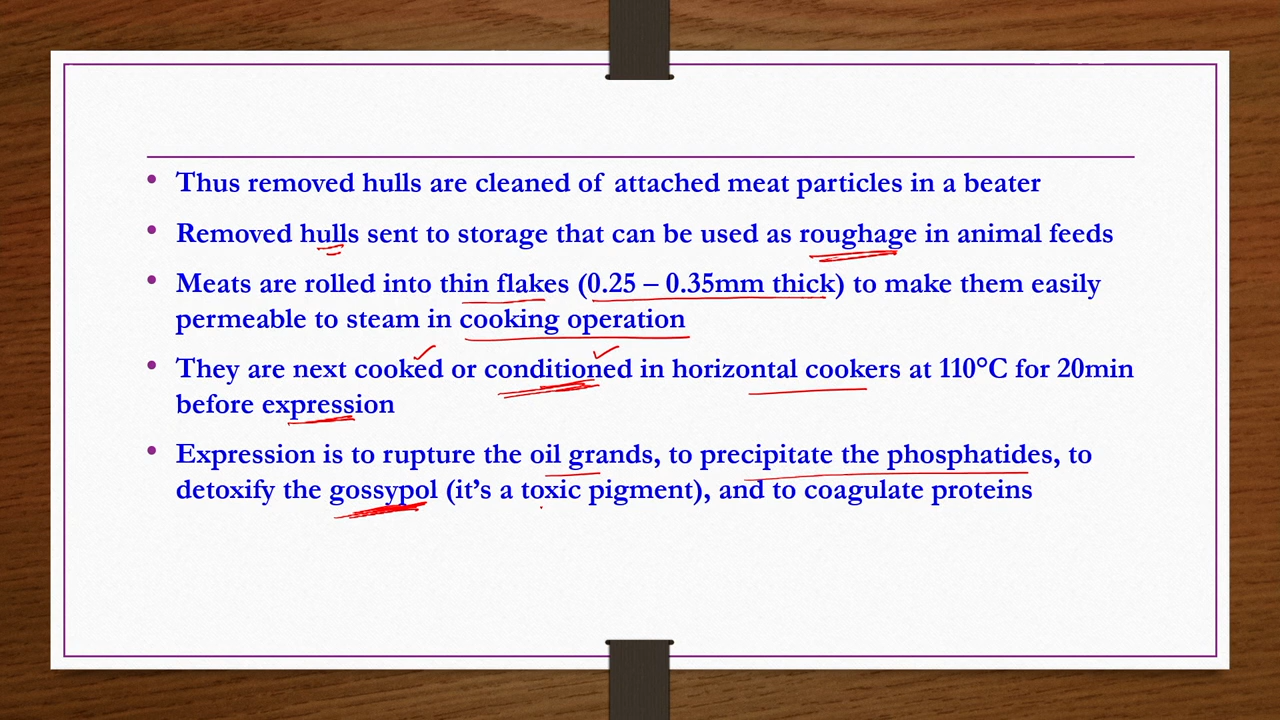 • Thus removed hulls are cleaned of attached meat particles in a beater
• Removed hulls sent to storage that can be used as roughage in animal feeds
• Meats are rolled into thin flakes (0.25 – 0.35mm thick) to make them easily
permeable to steam in cooking operation
• They are next cooked or conditioned in horizontal cookers at 110°C for 20min
before expression
• Expression is to rupture the oil grands, to precipitate the phosphatides, to
detoxify the gossypol (it’s a toxic pigment), and to coagulate proteins